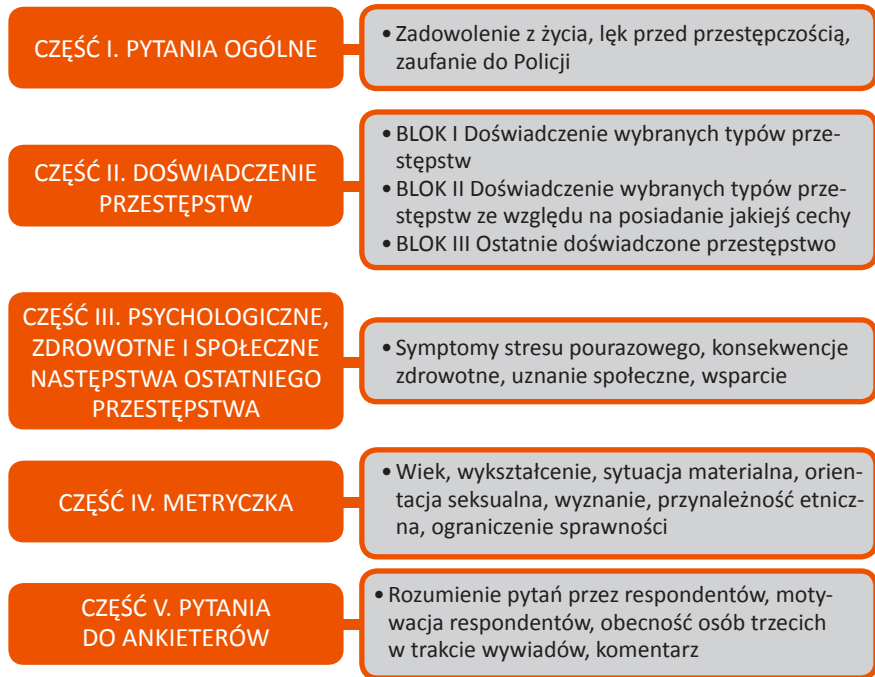 CZĘŚĆ I. PYTANIA OGÓLNE
• Zadowolenie z życia, lęk przed przestępczością,
zaufanie do Policji
CZĘŚĆ II. DOŚWIADCZENIE
PRZESTĘPSTW
• BLOK I Doświadczenie wybranych typów prze-
stępstw
• BLOK II Doświadczenie wybranych typów prze-
stępstw ze względu na posiadanie jakiejś cechy
• BLOK III Ostatnie doświadczone przestępstwo
CZĘŚĆ III. PSYCHOLOGICZNE,
ZDROWOTNE I SPOŁECZNE
NASTĘPSTWA OSTATNIEGO
PRZESTĘPSTWA
• Symptomy stresu pourazowego, konsekwencje
zdrowotne, uznanie społeczne, wsparcie
CZĘŚĆ IV. METRYCZKA
• Wiek, wykształcenie, sytuacja materialna, orien-
tacja seksualna, wyznanie, przynależność etnicz-
na, ograniczenie sprawności
CZĘŚĆ V. PYTANIA
DO ANKIETERÓW
• Rozumienie pytań przez respondentów, moty-
wacja respondentów, obecność osób trzecich
w trakcie wywiadów, komentarz